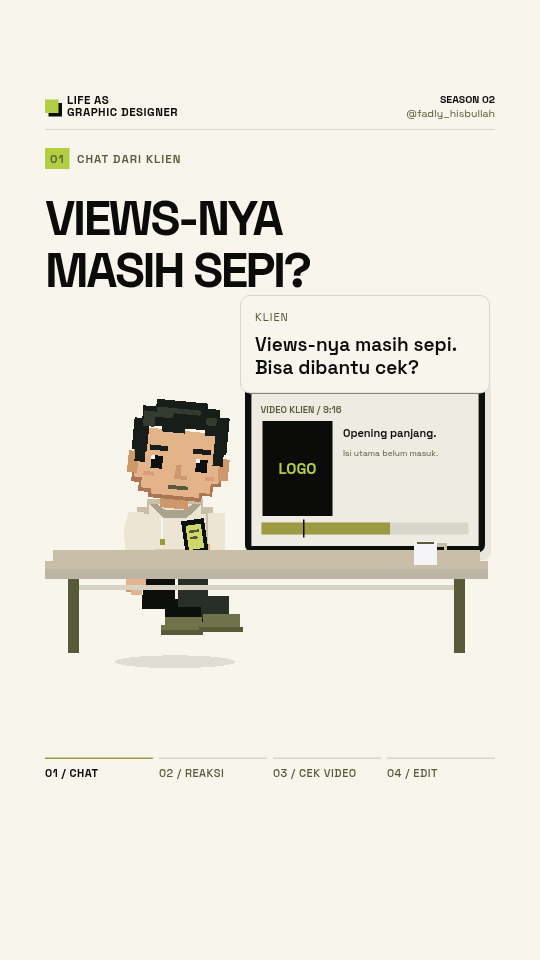 LIFE AS
GRAPHIC DESIGNER
SEASON 02
@fadly_hisbullah
01 CHAT DARI KLIEN
VIEWS-NYA
MASIH SEPI?
KLIEN
Views-nya masih sepi.
Bisa dibantu cek?
VIDEO KLIEN / 9:16
LOGO
Opening panjang.
Isi utama belum masuk.
01 / CHAT
02 / REAKSI
03 / CEK VIDEO
04 / EDIT